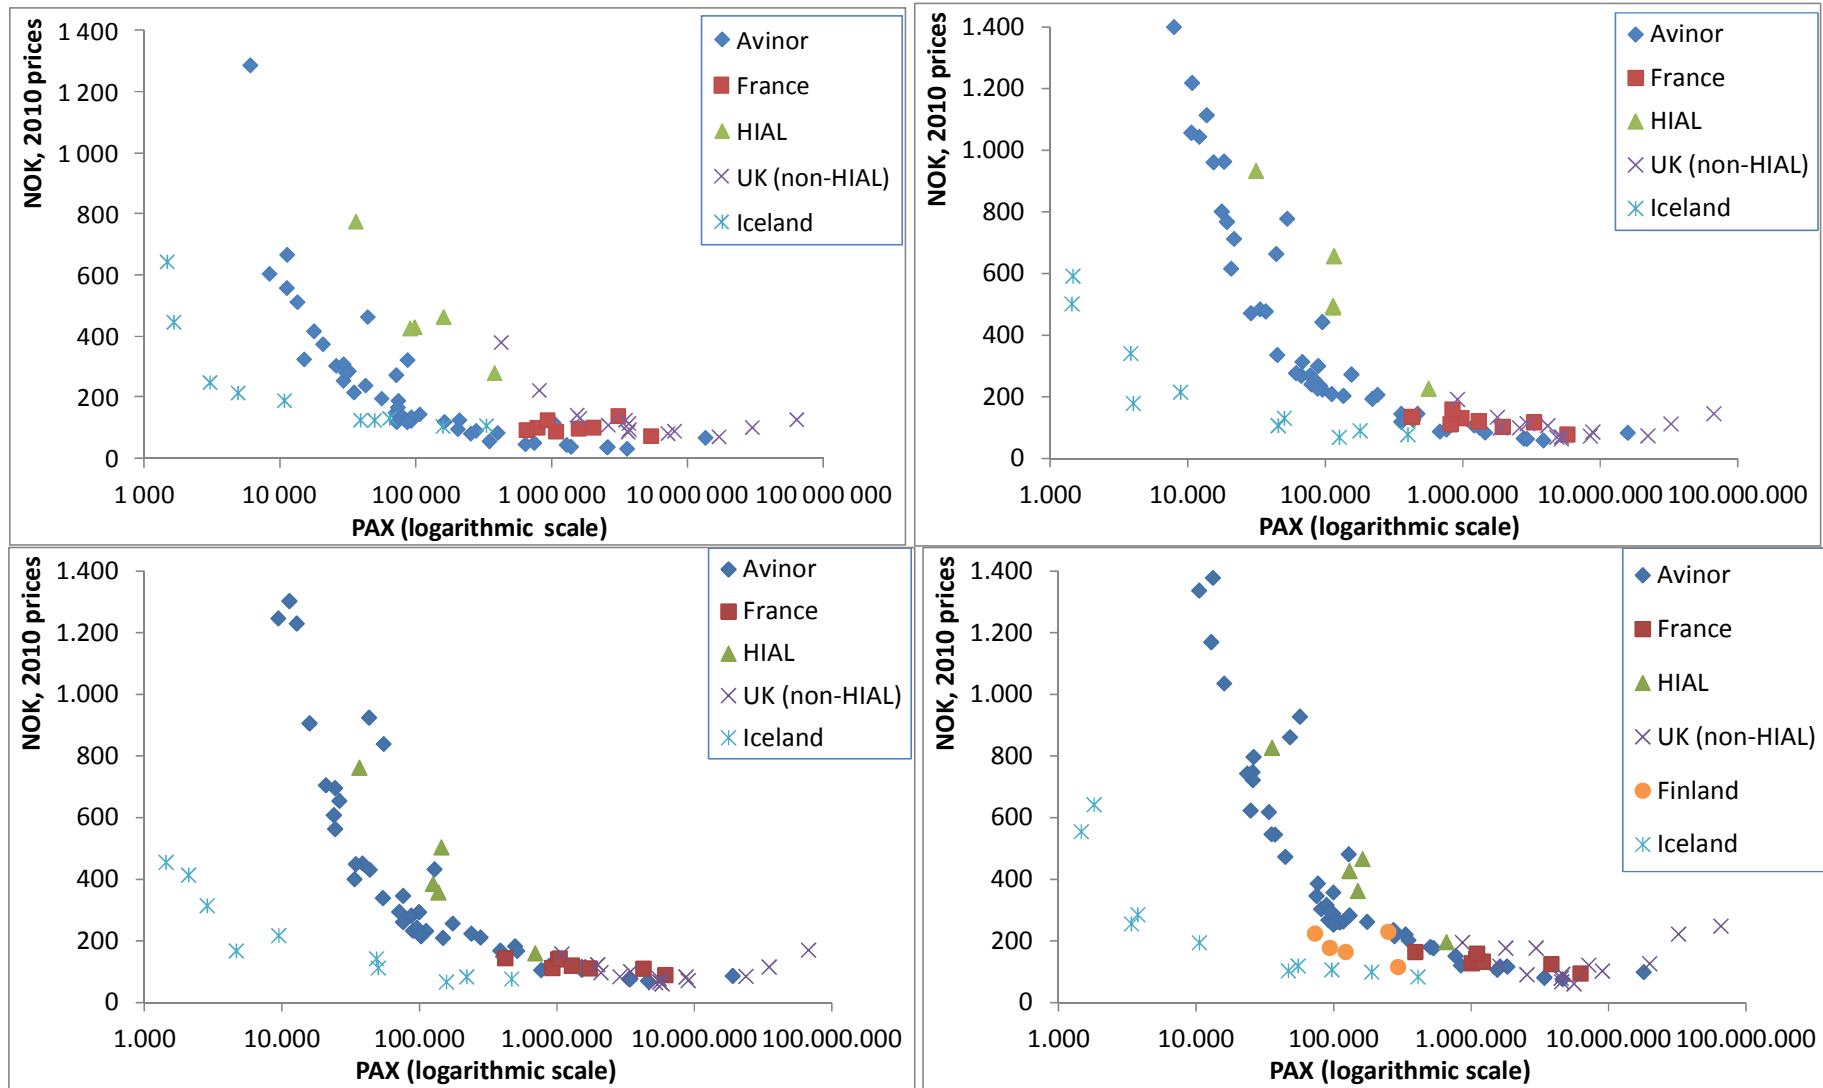 NOK, 2010 prices
1 400
1 200
1 000
800
600
400
200
0
1 000
10 000
100 000
1 000 000
10 000 000
100 000 000
PAX (logarithmic scale)
Avinor
France
HIAL
UK (non-HIAL)
Iceland
NOK, 2010 prices
1.400
1.200
1.000
800
600
400
200
0
1.000
10.000
100.000
1.000.000
10.000.000
100.000.000
PAX (logarithmic scale)
Avinor
France
HIAL
UK (non-HIAL)
Iceland
NOK, 2010 prices
1.400
1.200
1.000
800
600
400
200
0
1.000
10.000
100.000
1.000.000
10.000.000
100.000.000
PAX (logarithmic scale)
Avinor
France
HIAL
UK (non-HIAL)
Iceland
NOK, 2010 prices
1.400
1.200
1.000
800
600
400
200
0
1.000
10.000
100.000
1.000.000
10.000.000
100.000.000
PAX (logarithmic scale)
Avinor
France
HIAL
UK (non-HIAL)
Finland
Iceland